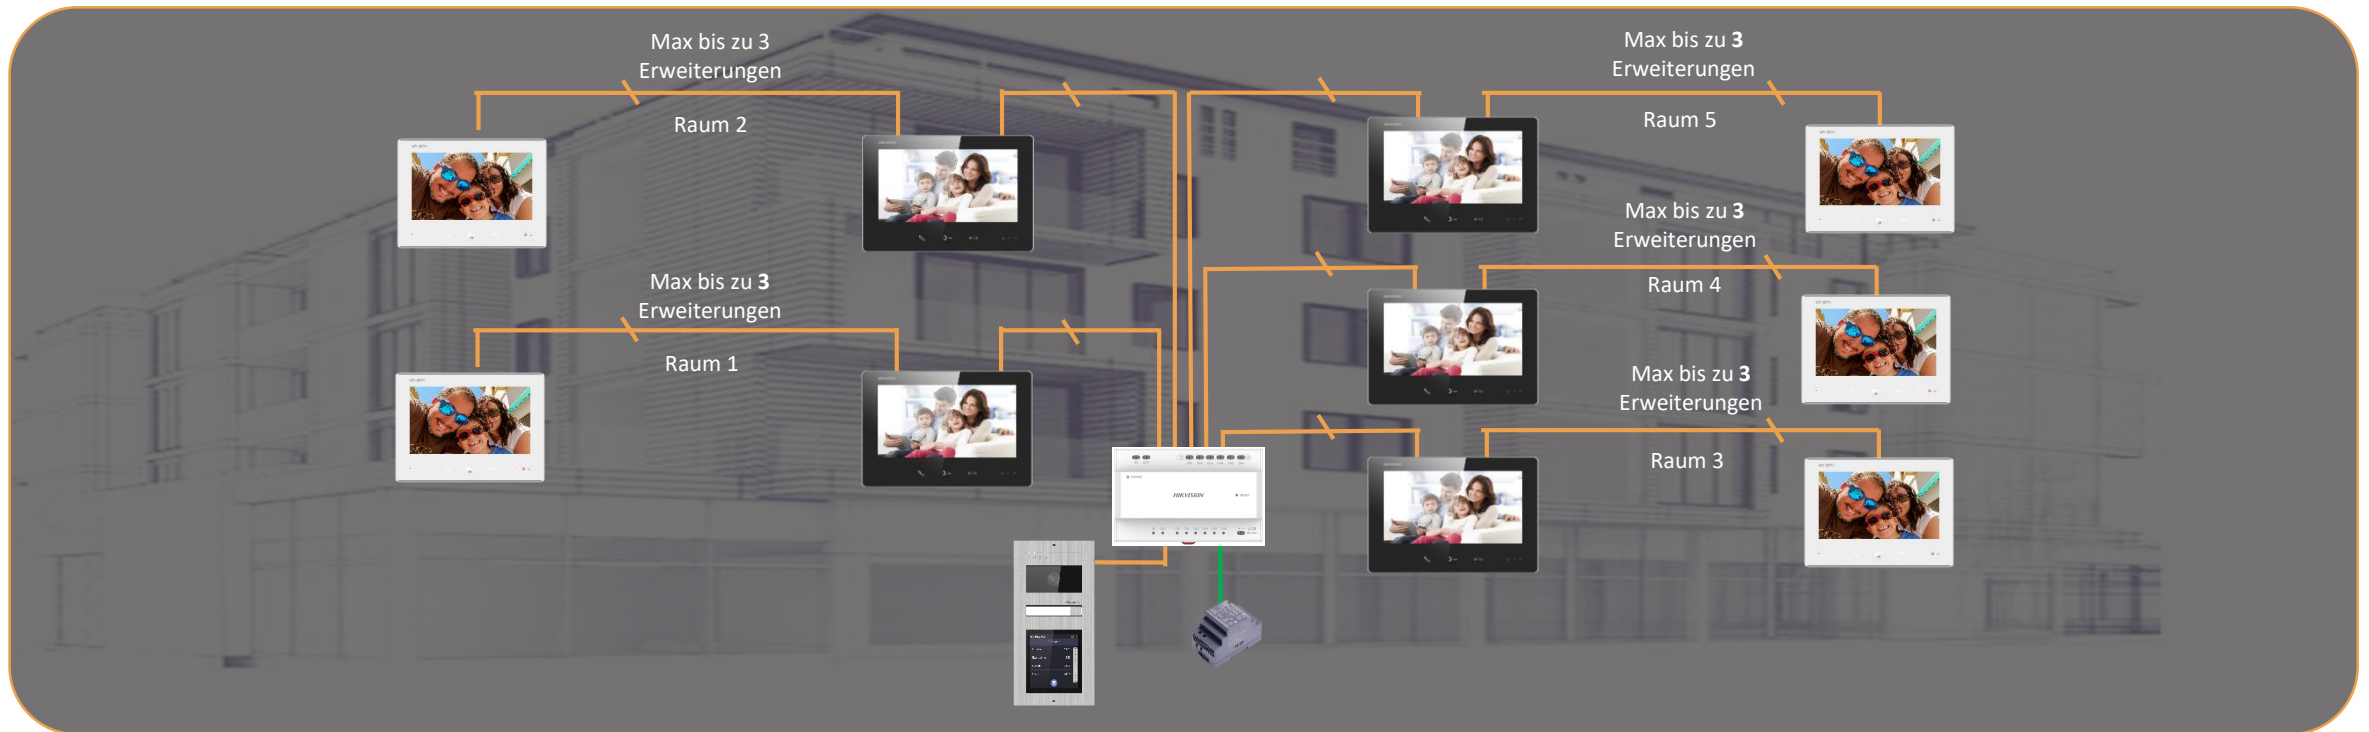 Max bis zu 3
Erweiterungen
Raum 2
Max bis zu 3
Erweiterungen
Raum 5
Max bis zu 3
Erweiterungen
Raum 4
Max bis zu 3
Erweiterungen
Raum 1
Max bis zu 3
Erweiterungen
Raum 3
HIKVISION